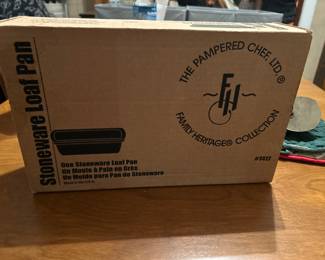 Stoneware Loaf Pan
One Stoneware Loaf Pan
Un Moule à Pain en Grès
Un Molde para Pan de Stoneware
THE PAMPERED CHEF, LTD.®
FH
FAMILY HERITAGE® COLLECTION